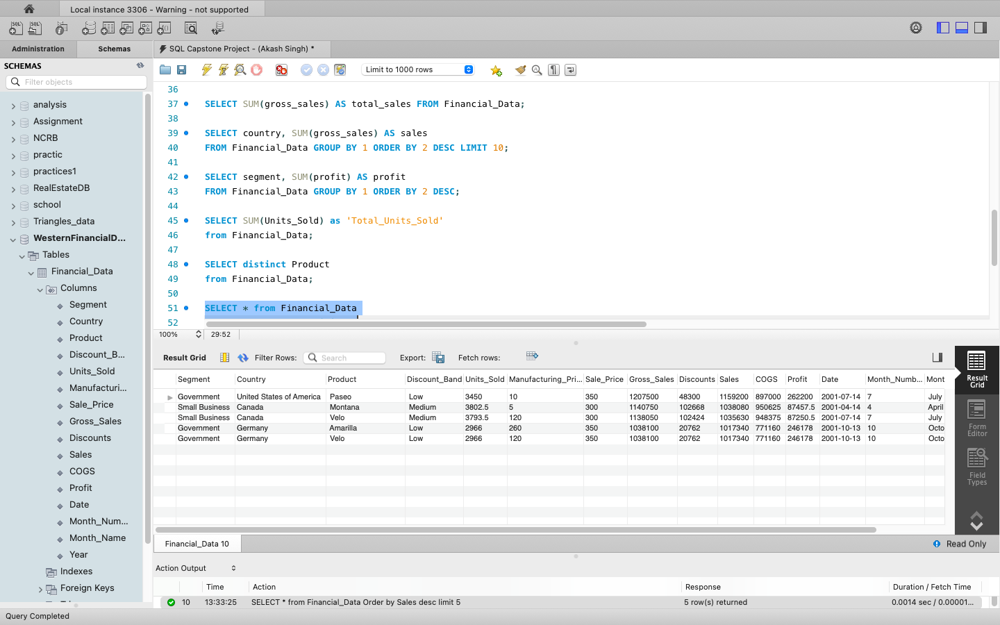 Local instance 3306 - Warning - not supported
Administration Schemas SQL Capstone Project - (Akash Singh) *
SCHEMAS
Filter objects
analysis
Assignment
NCRB
practic
practices1
RealEstateDB
school
Triangles_data
WesternFinancialD...
Tables
Financial_Data
Columns
Segment
Country
Product
Discount_B...
Units_Sold
Manufacturi...
Sale_Price
Gross_Sales
Discounts
Sales
COGS
Profit
Date
Month_Num...
Month_Name
Year
Indexes
Foreign Keys
Limit to 1000 rows
36
37 SELECT SUM(gross_sales) AS total_sales FROM Financial_Data;
38
39 SELECT country, SUM(gross_sales) AS sales
40 FROM Financial_Data GROUP BY 1 ORDER BY 2 DESC LIMIT 10;
41
42 SELECT segment, SUM(profit) AS profit
43 FROM Financial_Data GROUP BY 1 ORDER BY 2 DESC;
44
45 SELECT SUM(Units_Sold) as 'Total_Units_Sold'
46 from Financial_Data;
47
48 SELECT distinct Product
49 from Financial_Data;
50
51 SELECT * from Financial_Data
52
100% 29:52
Result Grid Filter Rows: Search Export: Fetch rows:
Segment Country Product Discount_Band Units_Sold Manufacturing_Pri... Sale_Price Gross_Sales Discounts Sales COGS Profit Date Month_Numb... Mont
Government United States of America Paseo Low 3450 10 350 1207500 48300 1159200 897000 262200 2001-07-14 7 July
Small Business Canada Montana Medium 3802.5 5 300 1140750 102668 1038080 950625 87457.5 2001-04-14 4 April
Small Business Canada Velo Medium 3793.5 120 300 1138050 102424 1035630 948375 87250.5 2001-07-14 7 July
Government Germany Amarilla Low 2966 260 350 1038100 20762 1017340 771160 246178 2001-10-13 10 Octo
Government Germany Velo Low 2966 120 350 1038100 20762 1017340 771160 246178 2001-10-13 10 Octo
Result
Grid
Form
Editor
Field
Types
Financial_Data 10 Read Only
Action Output
Time Action Response Duration / Fetch Time
10 13:33:25 SELECT * from Financial_Data Order by Sales desc limit 5 5 row(s) returned 0.0014 sec / 0.00001...
Query Completed